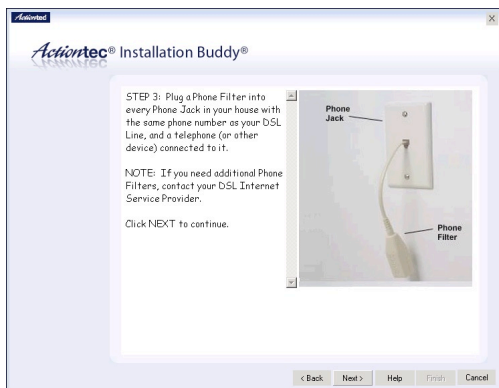 Actiontec
Actiontec® Installation Buddy®
STEP 3: Plug a Phone Filter into
every Phone Jack in your house with
the same phone number as your DSL
Line, and a telephone (or other
device) connected to it.
NOTE: If you need additional Phone
Filters, contact your DSL Internet
Service Provider.
Click NEXT to continue.
Phone
Jack
Phone
Filter
< Back Next > Help Finish Cancel